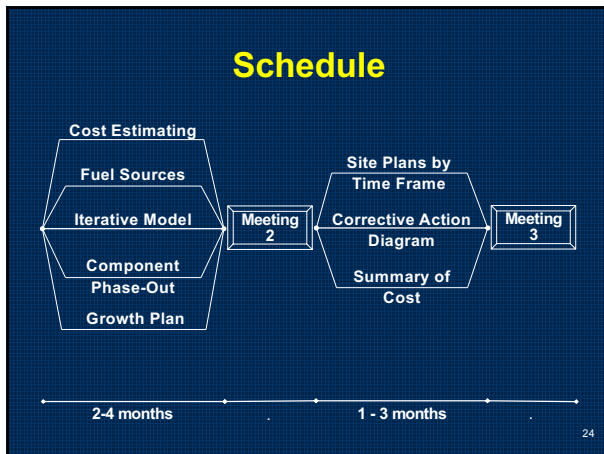 Schedule
Cost Estimating
Fuel Sources
Iterative Model
Component
Phase-Out
Growth Plan
Meeting
2
Site Plans by
Time Frame
Corrective Action
Diagram
Summary of
Cost
Meeting
3
2-4 months
.
1 - 3 months
.
24